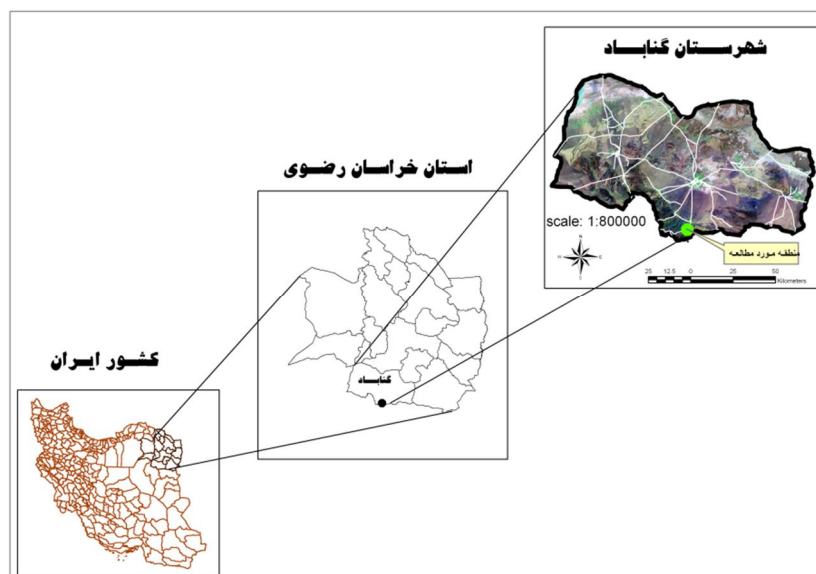 شهرستان گناباد
scale: 1:800000
منطقه مورد مطالعه
25 12.5 0 25 50
Kilometers
استان خراسان رضوی
گناباد
کشور ایران